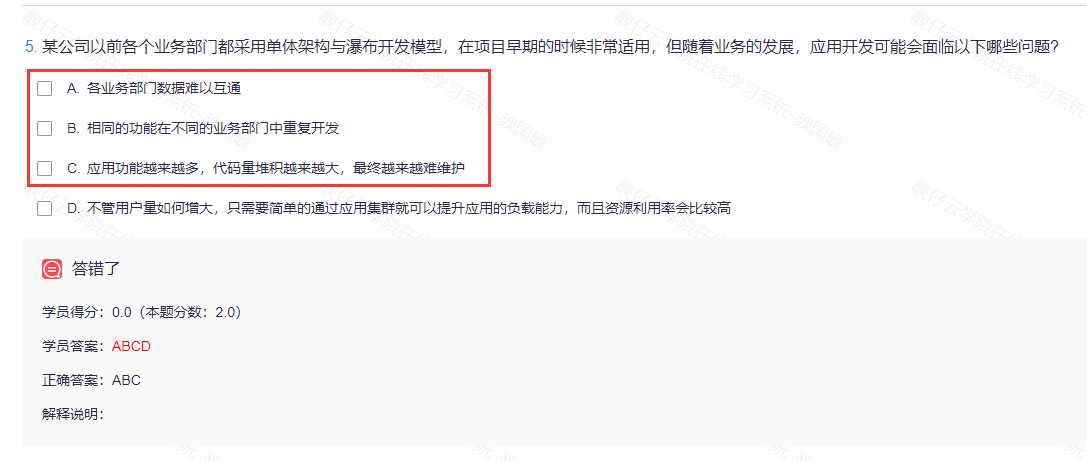 5. 某公司以前各个业务部门都采用单体架构与瀑布开发模型，在项目早期的时候非常适用，但随着业务的发展，应用开发可能会面临以下哪些问题?
A. 各业务部门数据难以互通
B. 相同的功能在不同的业务部门中重复开发
C. 应用功能越来越多，代码量堆积越来越大，最终越来越难维护
D. 不管用户量如何增大，只需要简单的通过应用集群就可以提升应用的负载能力，而且资源利用率会比较高
答错了
学员得分：0.0（本题分数：2.0）
学员答案：ABCD
正确答案：ABC
解释说明：